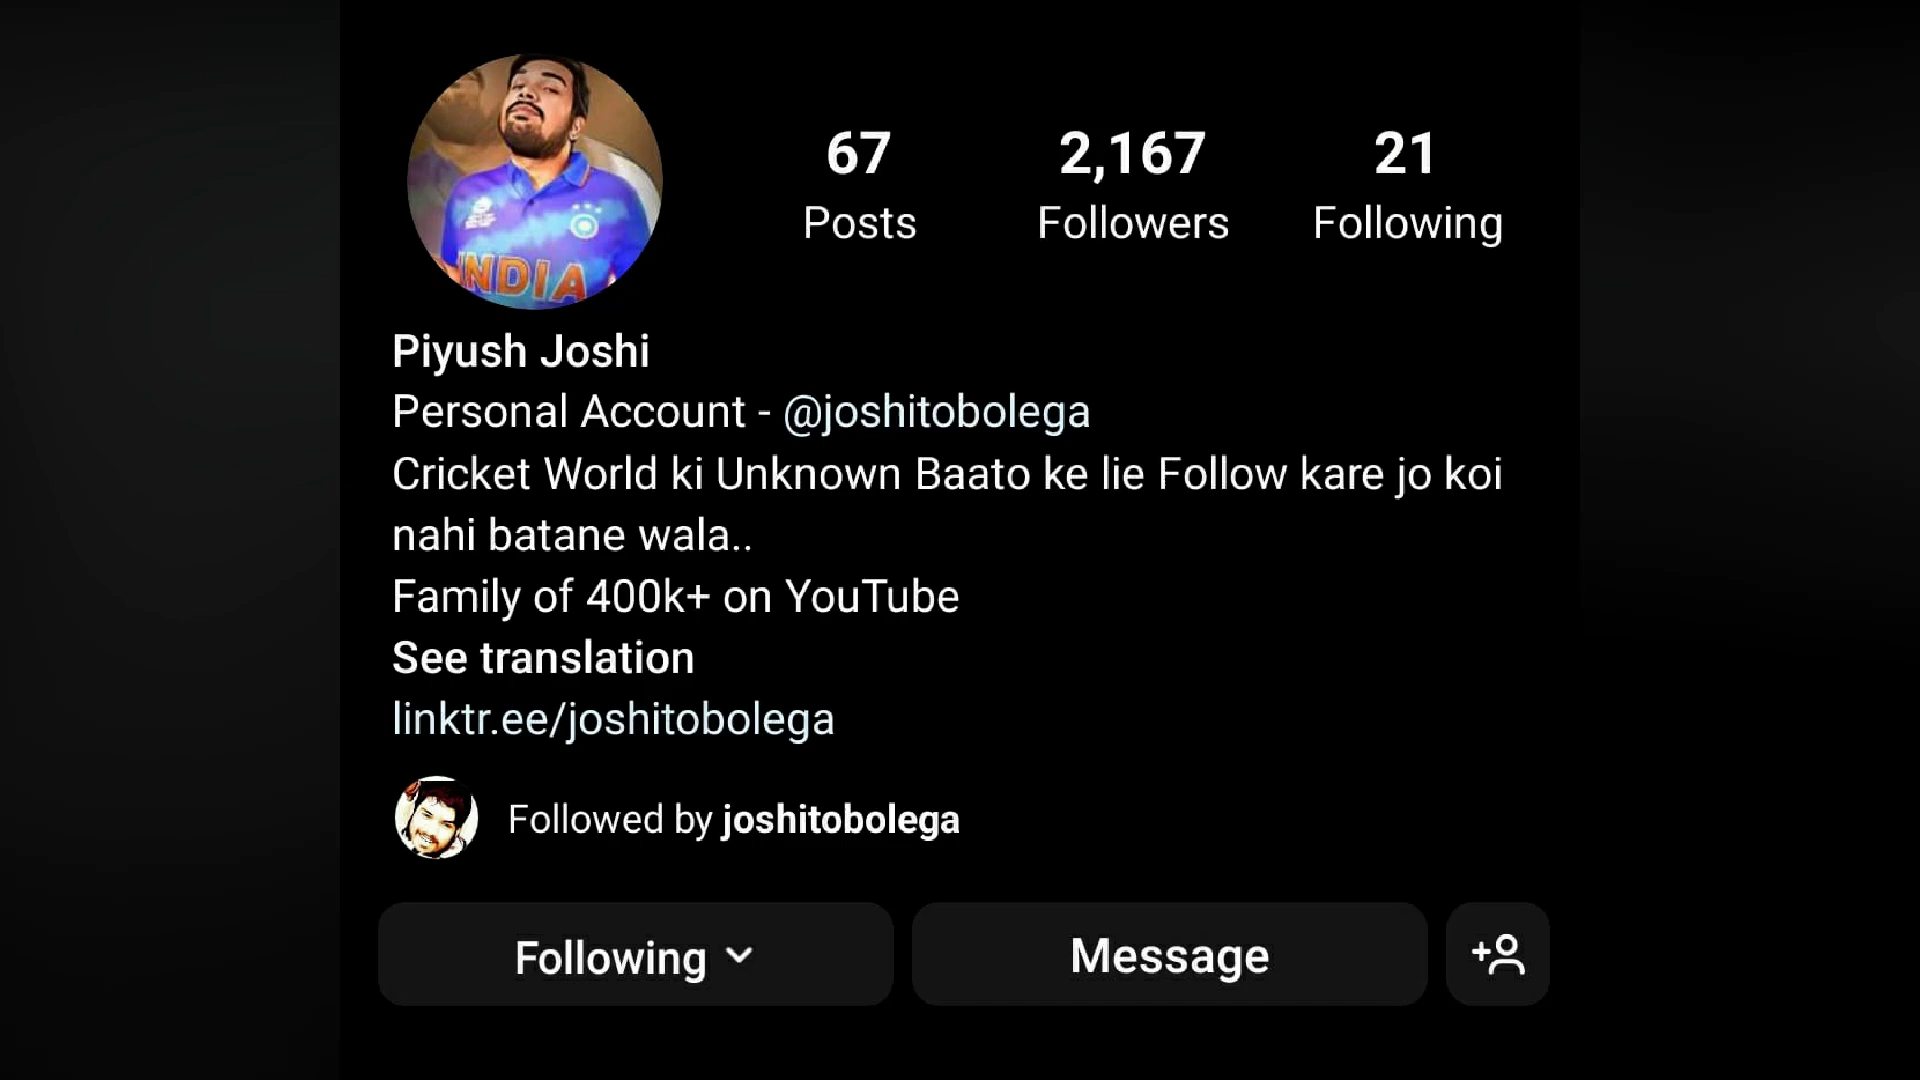 67 2,167 21
Posts Followers Following
INDIA
Piyush Joshi
Personal Account - @joshitobolega
Cricket World ki Unknown Baato ke lie Follow kare jo koi
nahi batane wala..
Family of 400k+ on YouTube
See translation
linktr.ee/joshitobolega
Followed by joshitobolega
Following Message